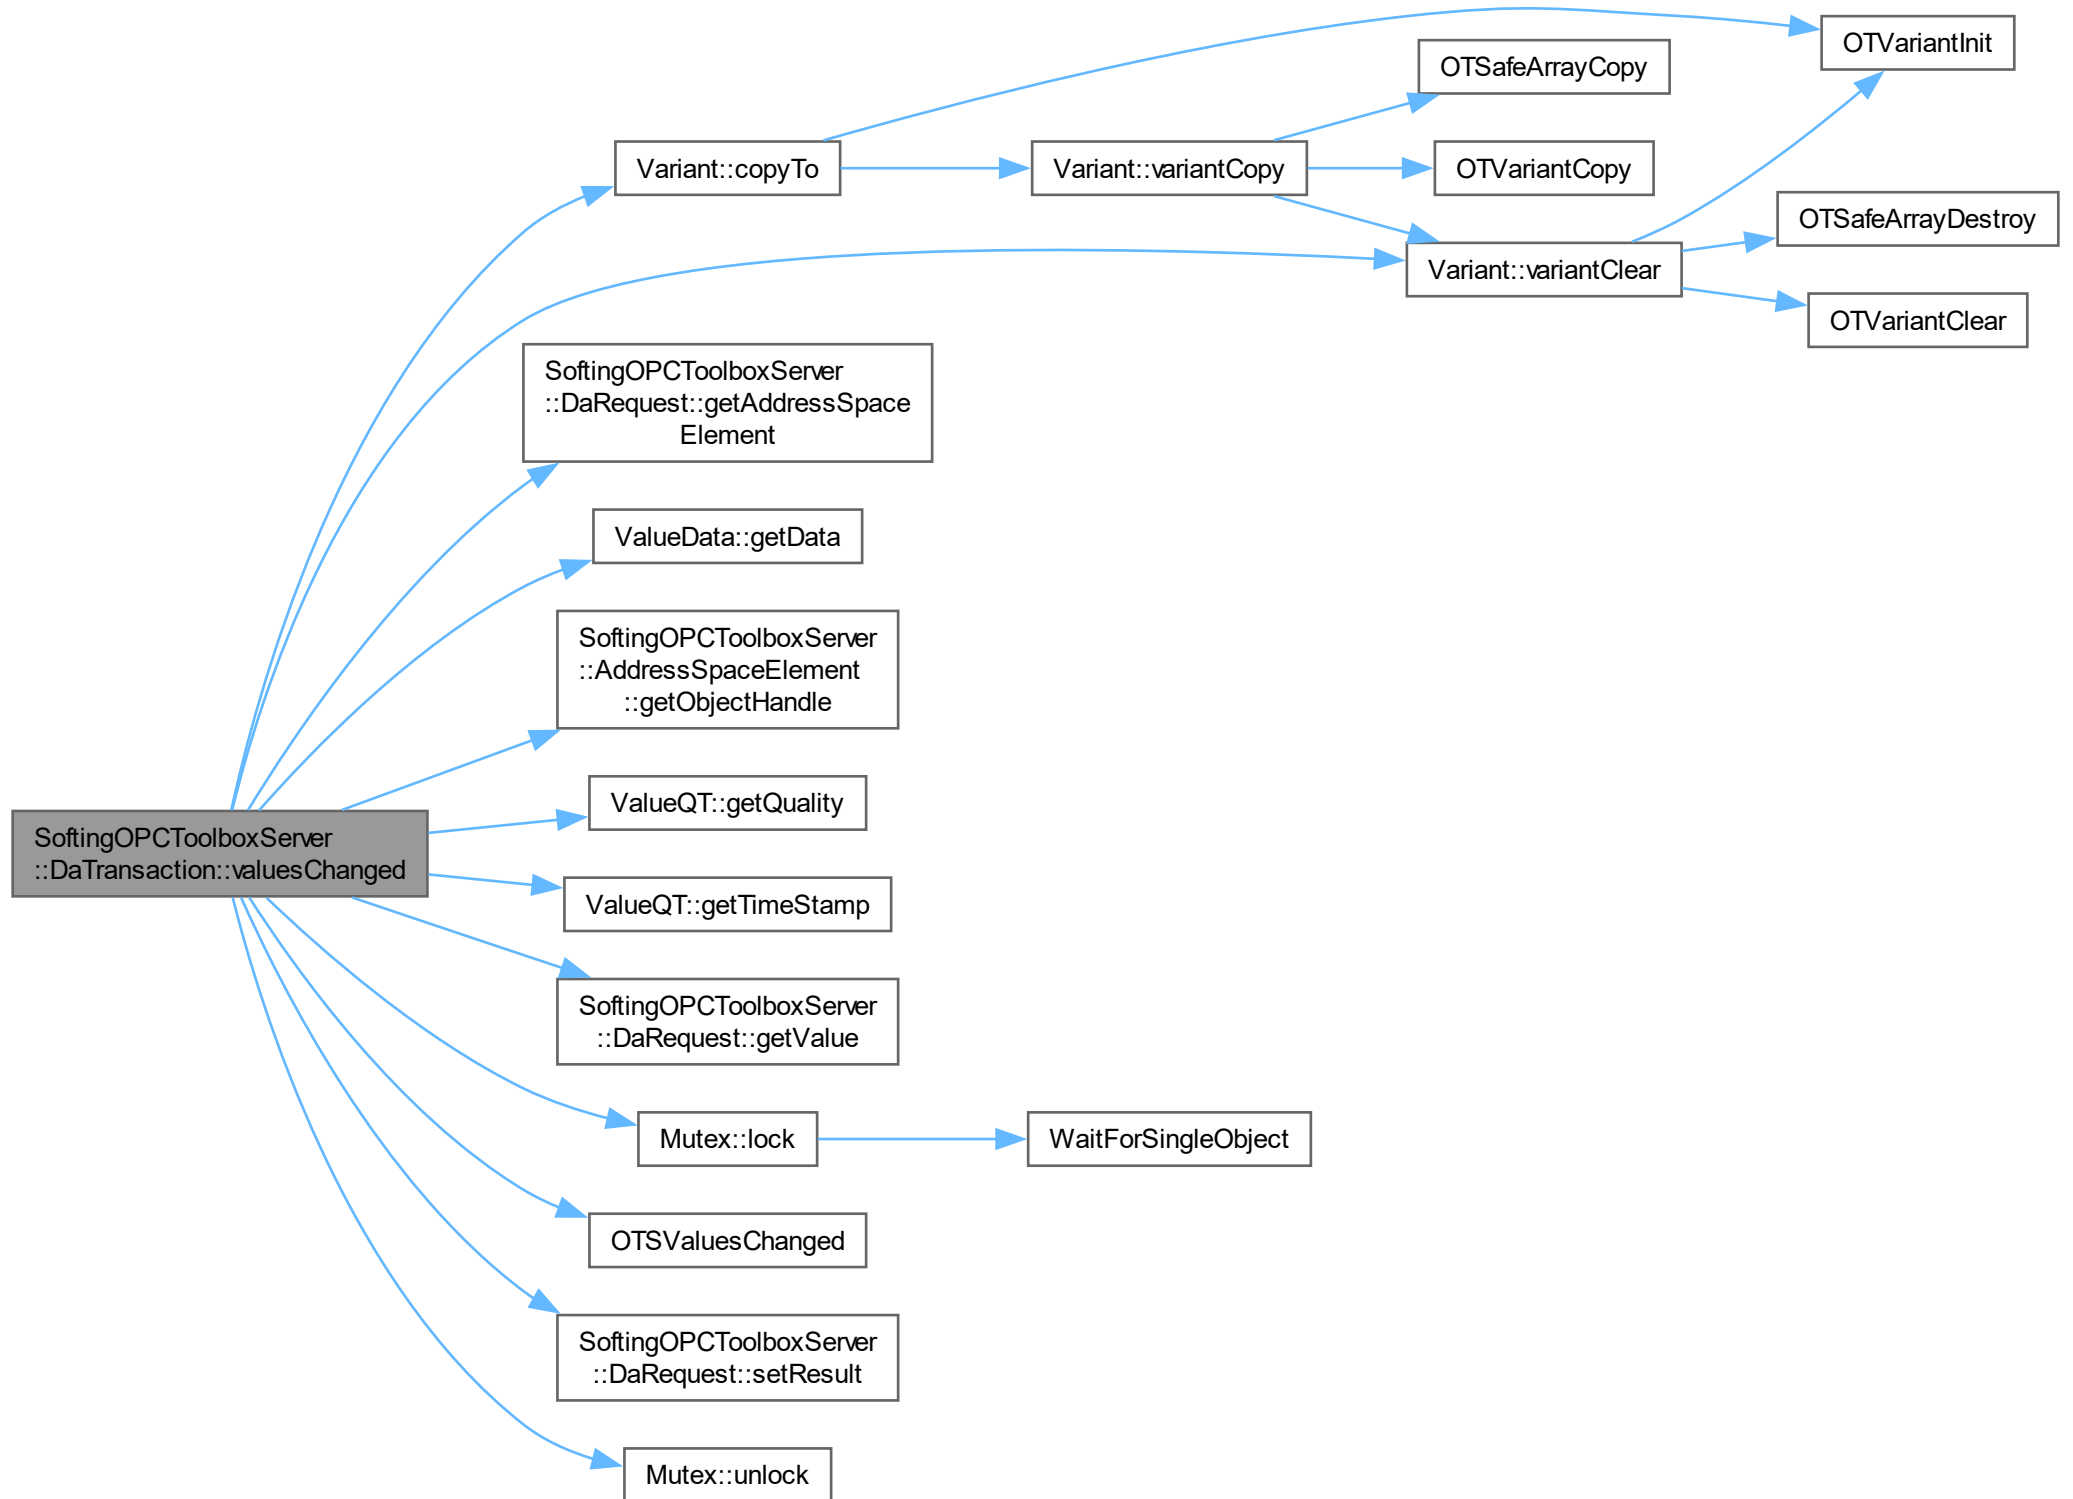 OTVariantInit
OTSafeArrayCopy
Variant::copyTo
Variant::variantCopy
OTVariantCopy
OTSafeArrayDestroy
Variant::variantClear
OTVariantClear
SoftingOPCToolboxServer
::DaRequest::getAddressSpace
Element
ValueData::getData
SoftingOPCToolboxServer
::AddressSpaceElement
::getObjectHandle
ValueQT::getQuality
SoftingOPCToolboxServer
::DaTransaction::valuesChanged
ValueQT::getTimeStamp
SoftingOPCToolboxServer
::DaRequest::getValue
Mutex::lock
WaitForSingleObject
OTSValuesChanged
SoftingOPCToolboxServer
::DaRequest::setResult
Mutex::unlock